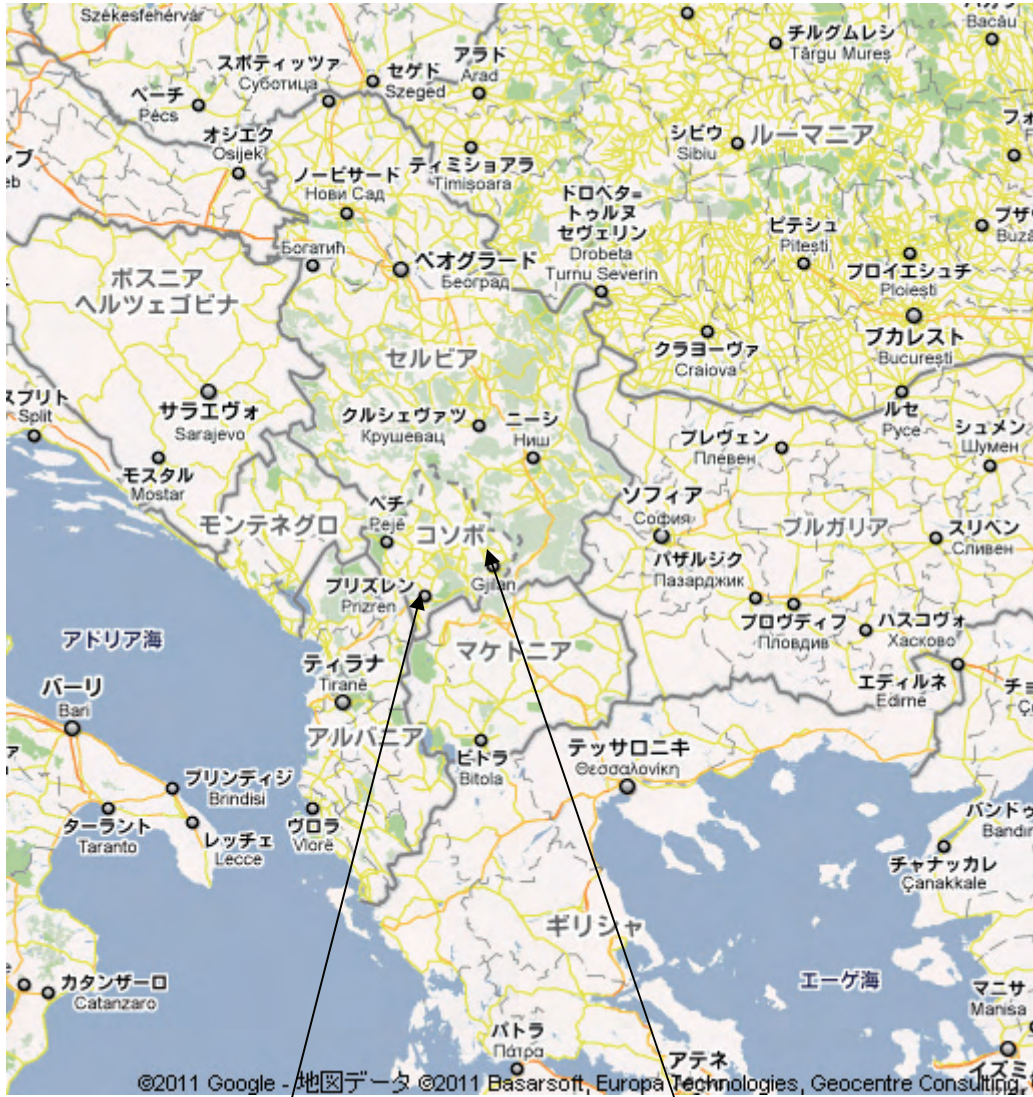 Székesfehérvár
チルグムレシ
Târgu Mureș
Bacău
スボティッツァ
Суботица
セゲド
Szeged
アラド
Arad
ペーチ
Pécs
オシエク
Osijek
シビウ
Sibiu
ルーマニア
ノービサード
Нови Сад
ティミショアラ
Timișoara
ドロベタ=
トゥルヌ
セヴェリン
Drobeta
Turnu Severin
ピテシュ
Pitești
Богатић
ベオグラード
Београд
プロイエシュチ
Ploiești
ボスニア
ヘルツェゴビナ
セルビア
クラヨーヴァ
Craiova
ブカレスト
București
スプリト
Split
サラエヴォ
Sarajevo
クルシェヴァツ
Крушевац
ニーシ
Ниш
ルセ
Русе
プレヴェン
Плевен
シュメン
Шумен
モスタル
Mostar
モンテネグロ
ペチ
Pejë
コソボ
ソフィア
София
ブルガリア
スリベン
Сливен
パザルジク
Пазарджик
Gjilan
プリズレン
Prizren
プロヴディフ
Пловдив
ハスコヴォ
Хасково
アドリア海
マケドニア
ティラナ
Tiranë
エディルネ
Edirne
バーリ
Bari
アルバニア
ビトラ
Bitola
テッサロニキ
Θεσσαλονίκη
ブリンディジ
Brindisi
ターラント
Taranto
レッチェ
Lecce
ヴロラ
Vlorë
チャナッカレ
Çanakkale
ギリシャ
カタンザーロ
Catanzaro
エーゲ海
マニサ
Manisa
パトラ
Πάτρα
アテネ
©2011 Google - 地図データ ©2011 Basarsoft, Europa Technologies, Geocentre Consulting,